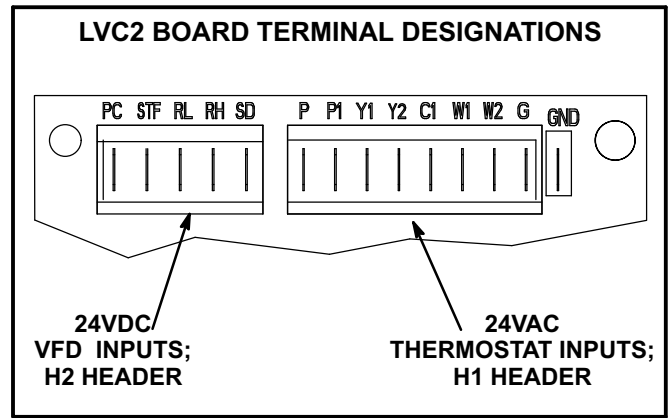 LVC2 BOARD TERMINAL DESIGNATIONS
PC STF RL RH SD P P1 Y1 Y2 C1 W1 W2 G GND
24VDC
VFD INPUTS;
H2 HEADER
24VAC
THERMOSTAT INPUTS;
H1 HEADER